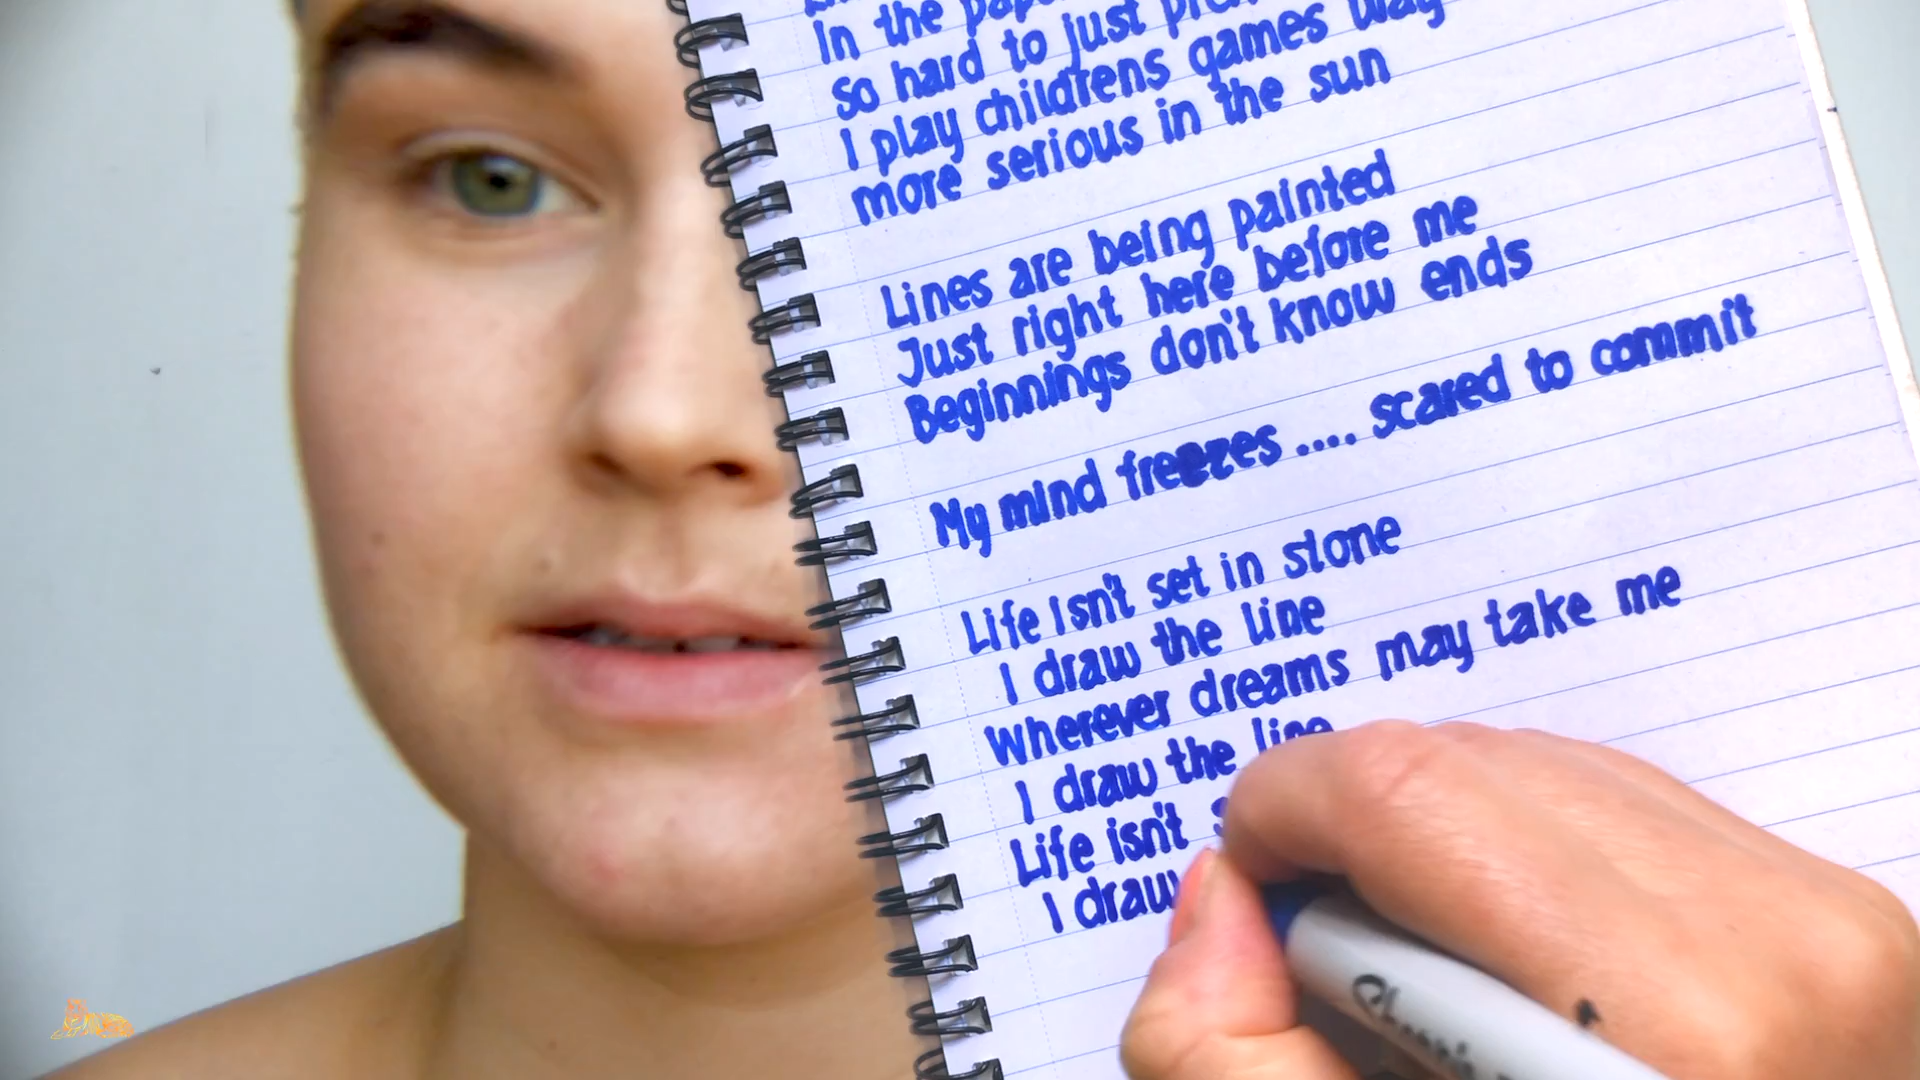 in the
so hard to just
I play childrens games way
more serious in the sun
Lines are being painted
Just right here before me
Beginnings don't know ends
My mind freezes .... scared to commit
Life isn't set in stone
I draw the line
Wherever dreams may take me
I draw the line
Life isn't
I draw